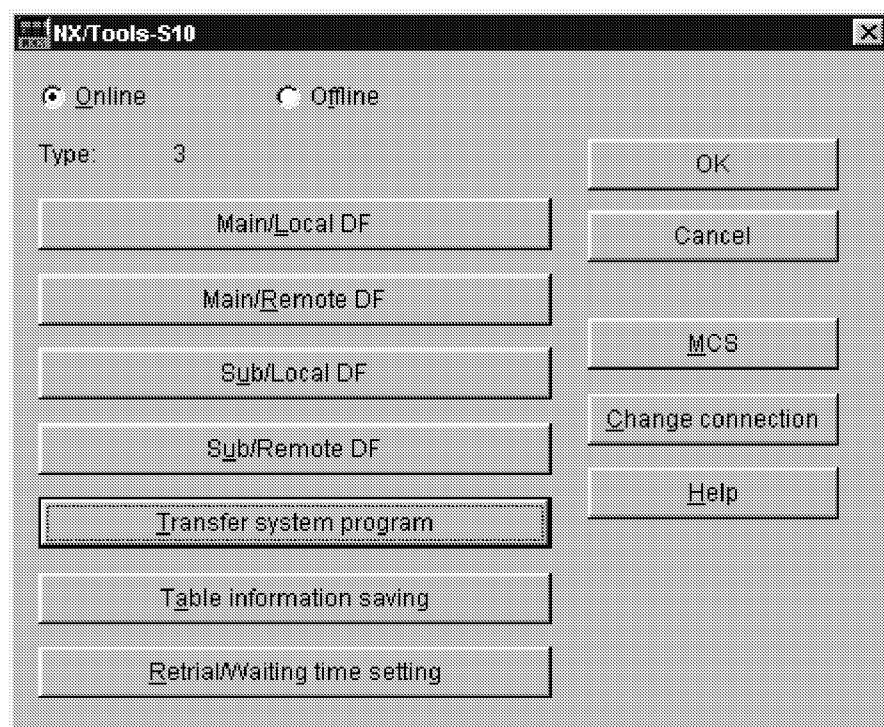 NX/Tools-S10
Online
Offline
Type: 3
Main/Local DF
Main/Remote DF
Sub/Local DF
Sub/Remote DF
Transfer system program
Table information saving
Retrial/Waiting time setting
OK
Cancel
MCS
Change connection
Help